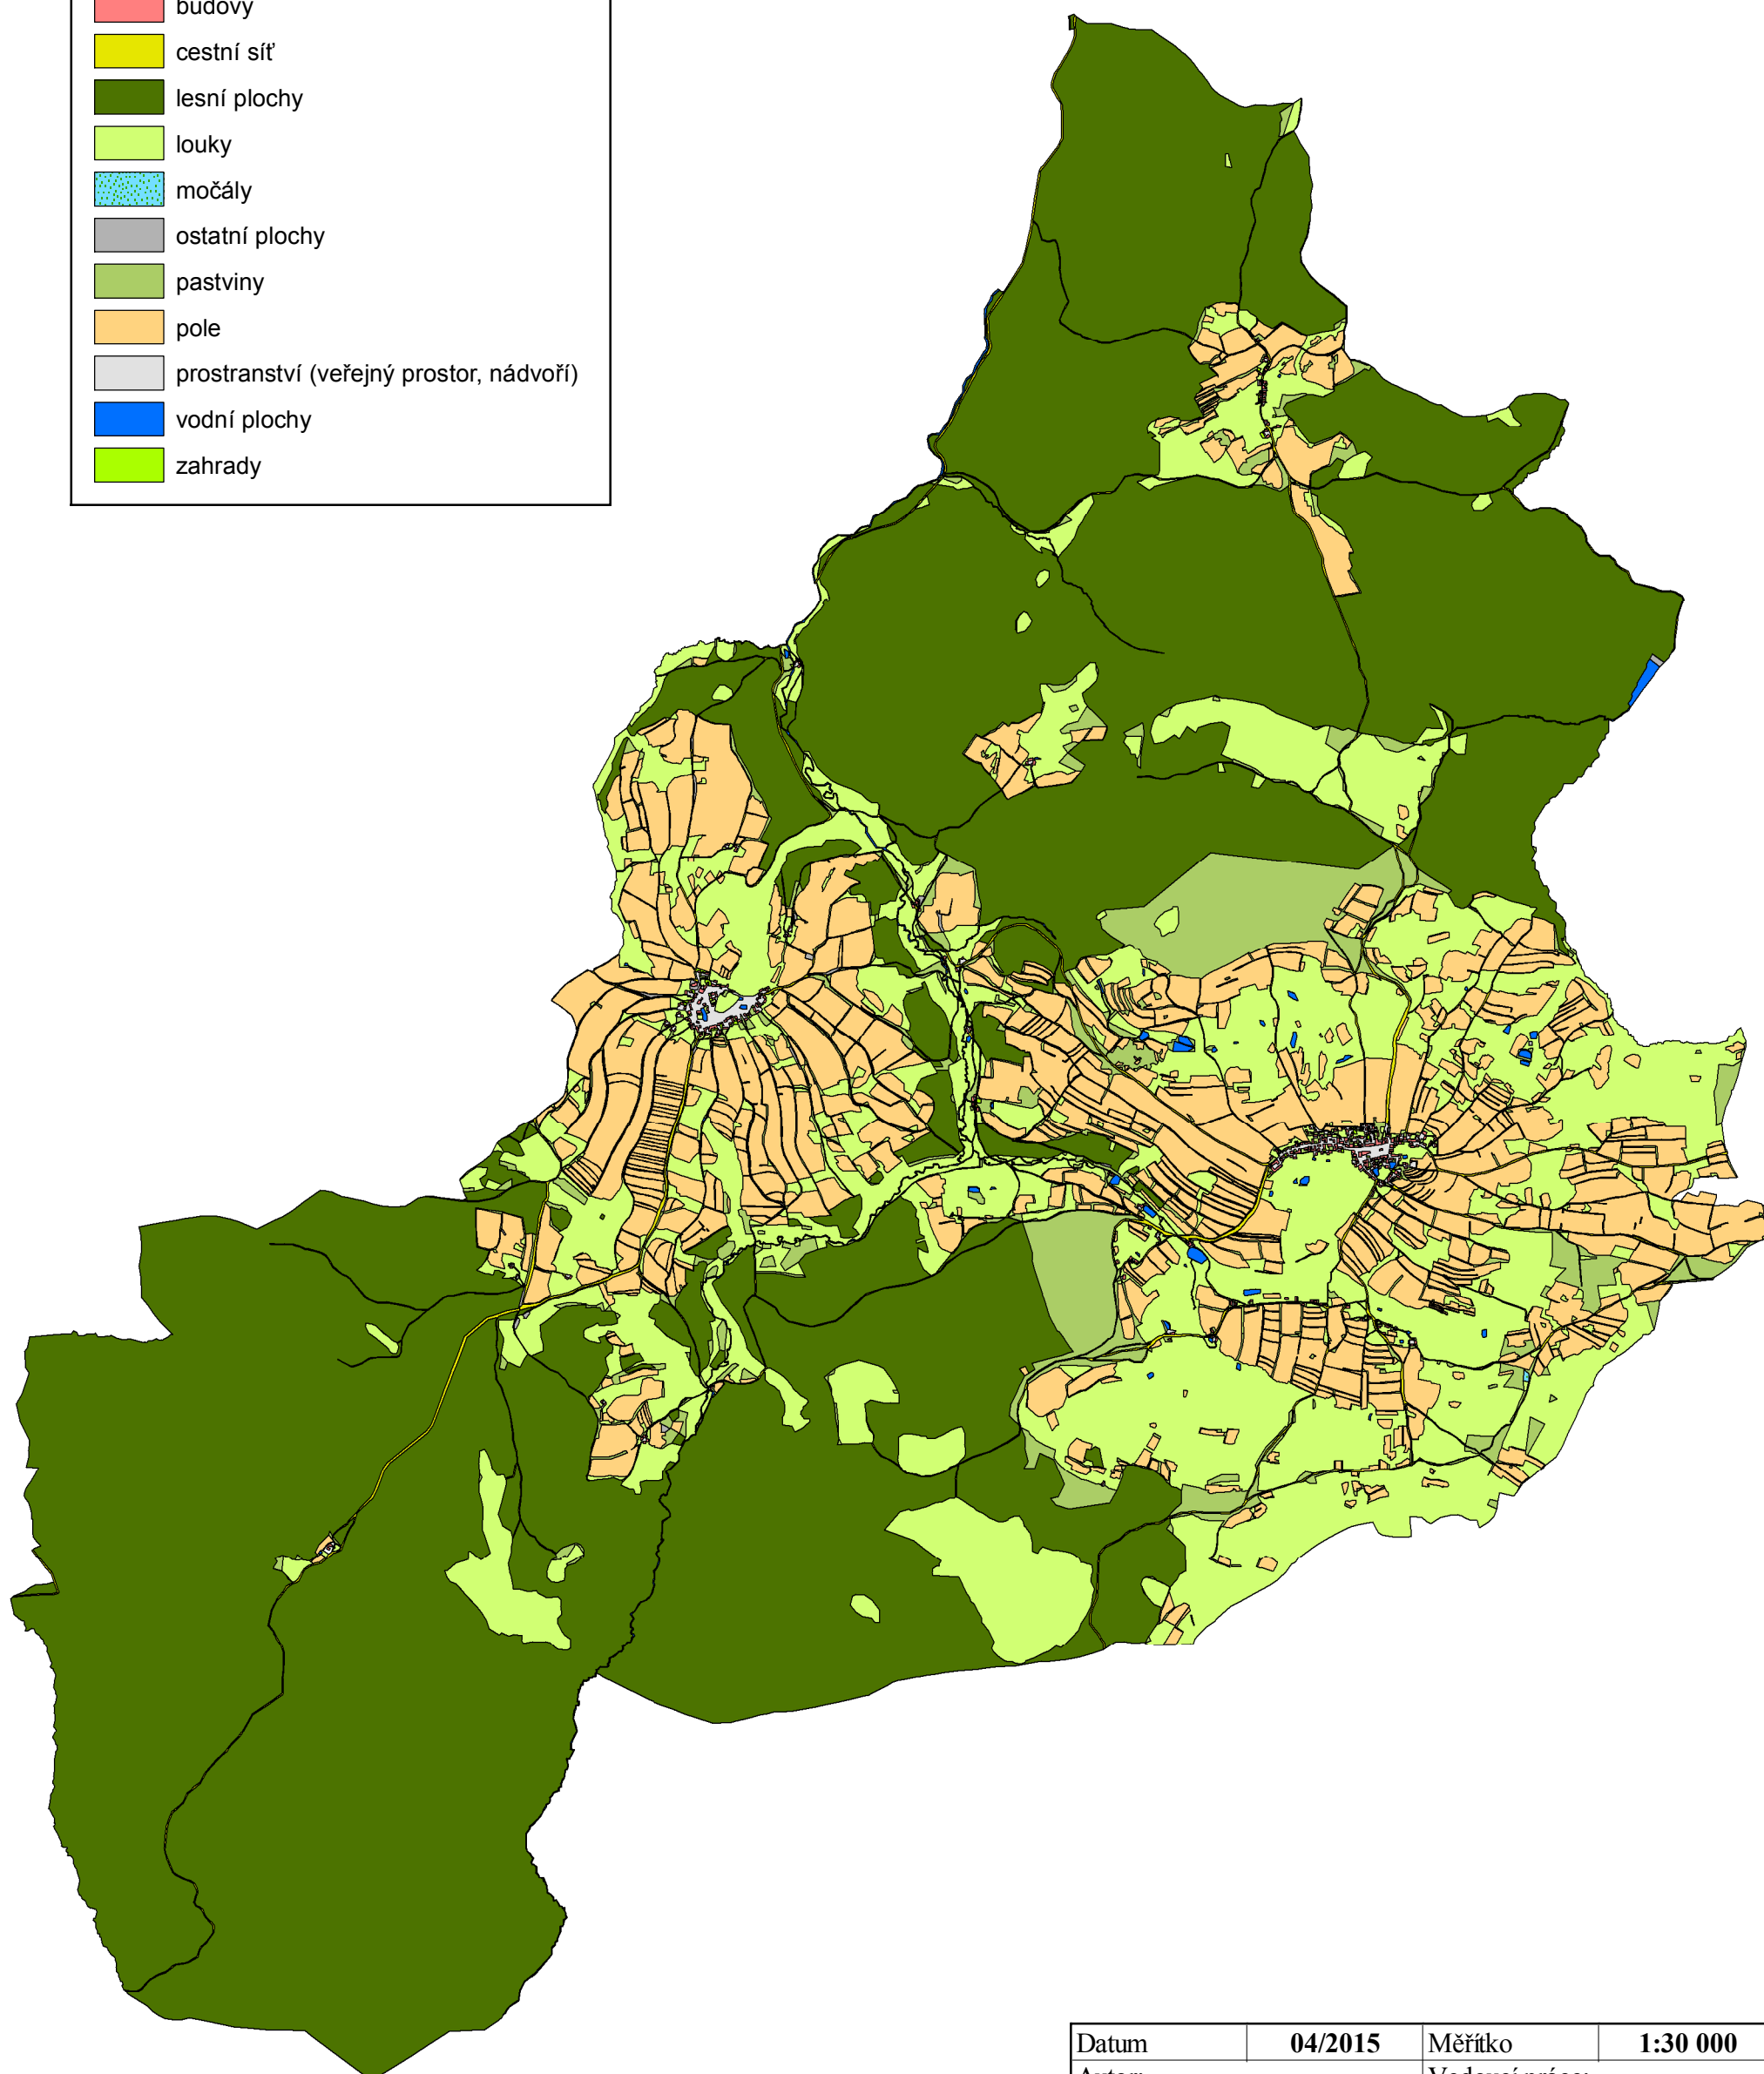 budovy
cestní síť
lesní plochy
louky
močály
ostatní plochy
pastviny
pole
prostranství (veřejný prostor, nádvoří)
vodní plochy
zahrady
Datum 04/2015 Měřítko 1:30 000